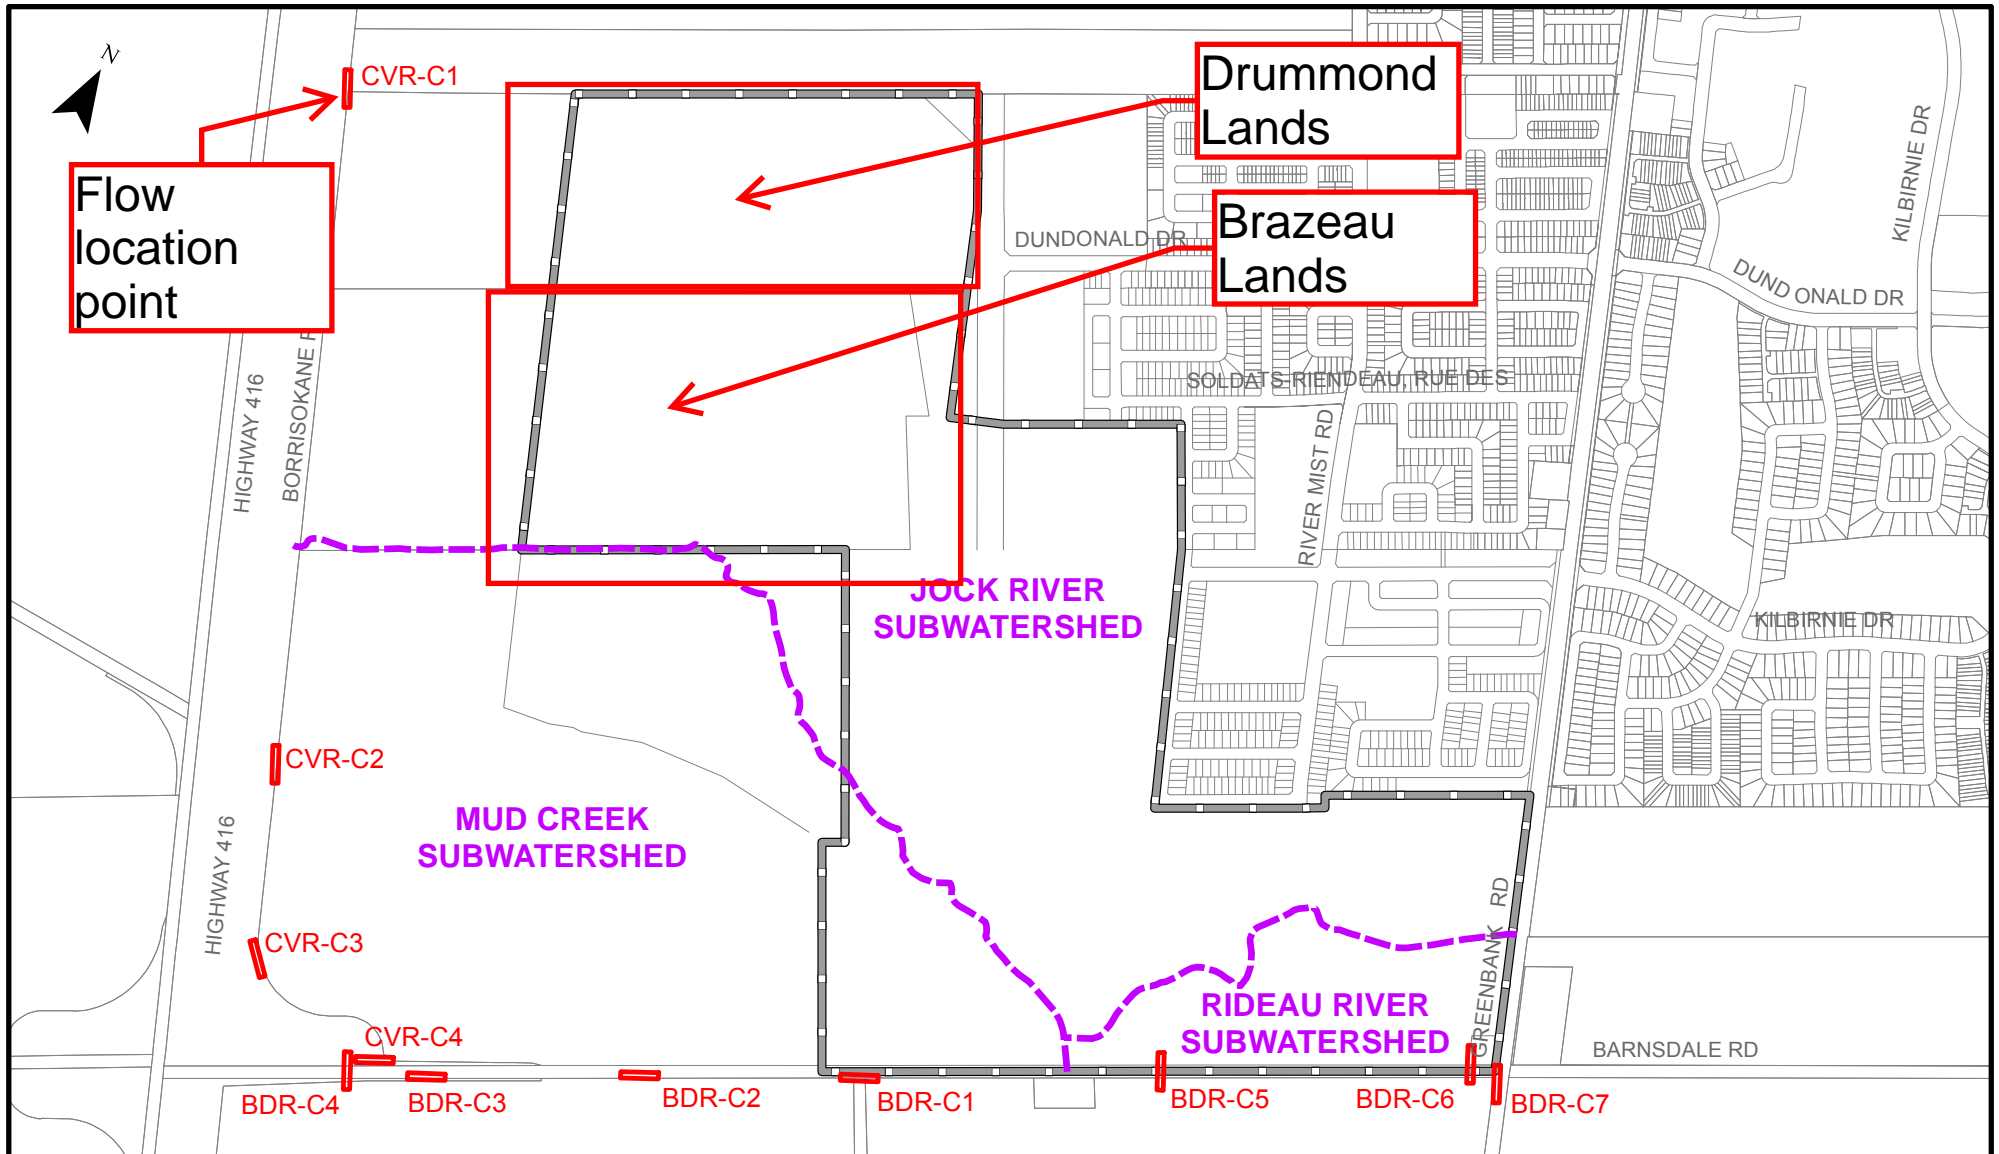 N
CVR-C1
Drummond
Lands
Flow
location
point
Brazeau
Lands
DUNDONALD DR
KILBIRNIE DR
DUND ONALD DR
HIGHWAY 416
BORRISOKANE
SOLDATS-RIENDEAU, RUE DES
RIVER MIST RD
JOCK RIVER
SUBWATERSHED
KILBIRNIE DR
CVR-C2
MUD CREEK
SUBWATERSHED
HIGHWAY 416
CVR-C3
GREENBANK RD
RIDEAU RIVER
SUBWATERSHED
CVR-C4
BARNSDALE RD
BDR-C4
BDR-C3
BDR-C2
BDR-C1
BDR-C5
BDR-C6
BDR-C7